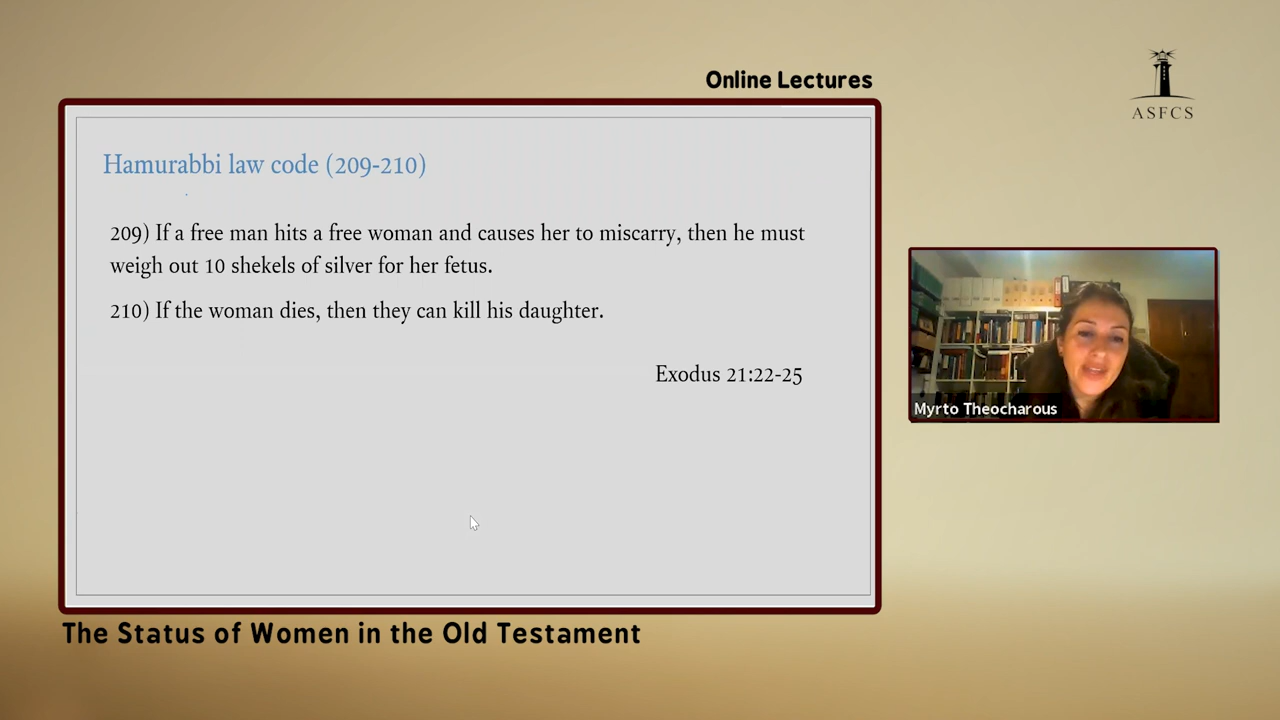 Online Lectures
ASFCS
Hamurabbi law code (209-210)
209) If a free man hits a free woman and causes her to miscarry, then he must
weigh out 10 shekels of silver for her fetus.
210) If the woman dies, then they can kill his daughter.
Exodus 21:22-25
Myrto Theocharous
The Status of Women in the Old Testament